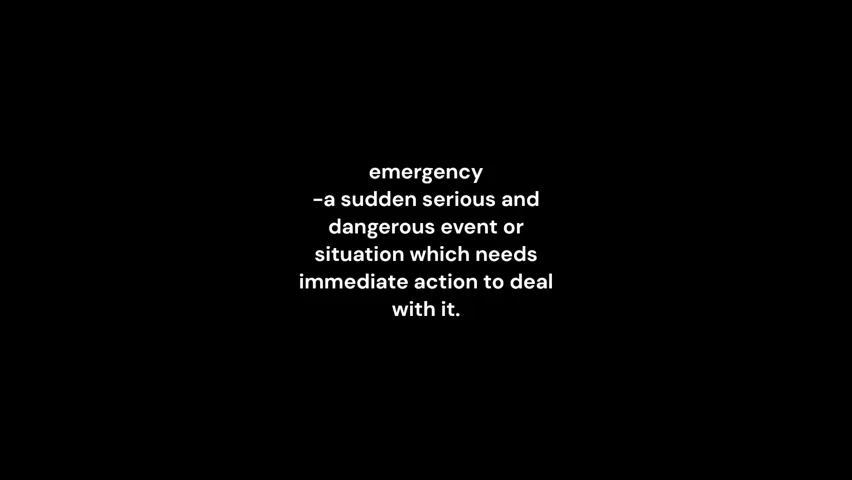 emergency
-a sudden serious and
dangerous event or
situation which needs
immediate action to deal
with it.